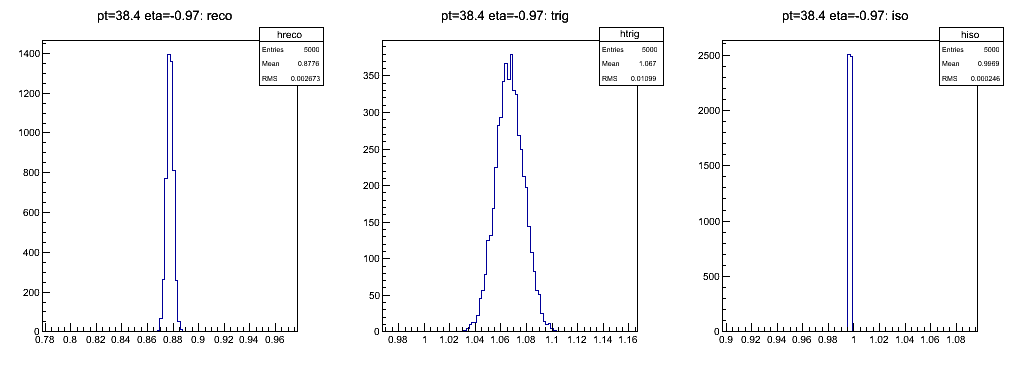 pt=38.4 eta=-0.97: reco
hreco
Entries 5000
Mean 0.8776
RMS 0.002673
1400
1200
1000
800
600
400
200
0
0.78 0.8 0.82 0.84 0.86 0.88 0.9 0.92 0.94 0.96
pt=38.4 eta=-0.97: trig
htrig
Entries 5000
Mean 1.067
RMS 0.01099
350
300
250
200
150
100
50
0
0.98 1 1.02 1.04 1.06 1.08 1.1 1.12 1.14 1.16
pt=38.4 eta=-0.97: iso
hiso
Entries 5000
Mean 0.9969
RMS 0.000246
2500
2000
1500
1000
500
0
0.9 0.92 0.94 0.96 0.98 1 1.02 1.04 1.06 1.08